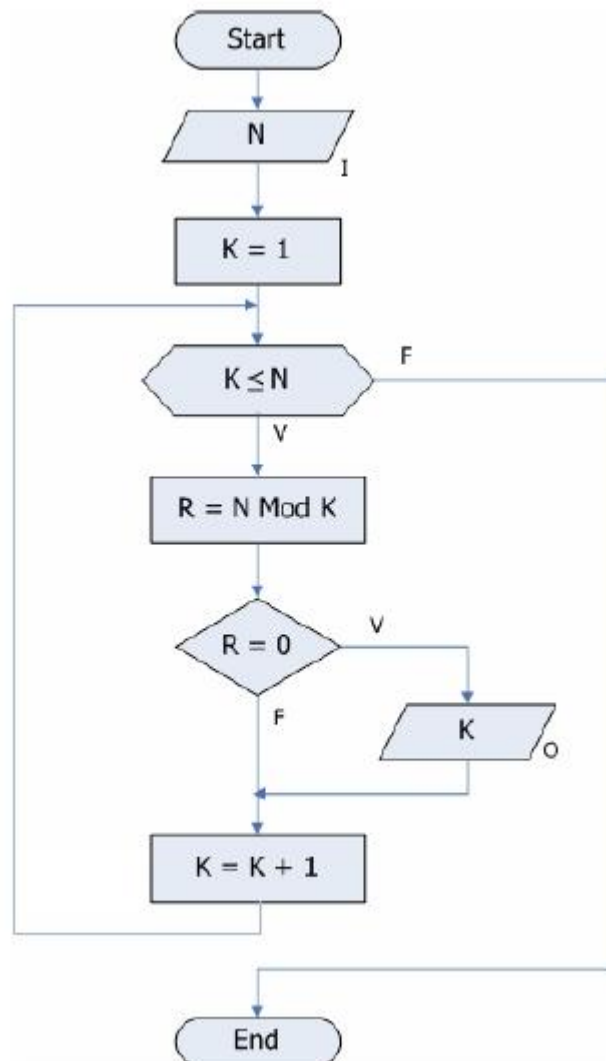 Start
N
I
K = 1
K ≤ N
F
V
R = N Mod K
R = 0
V
F
K
O
K = K + 1
End